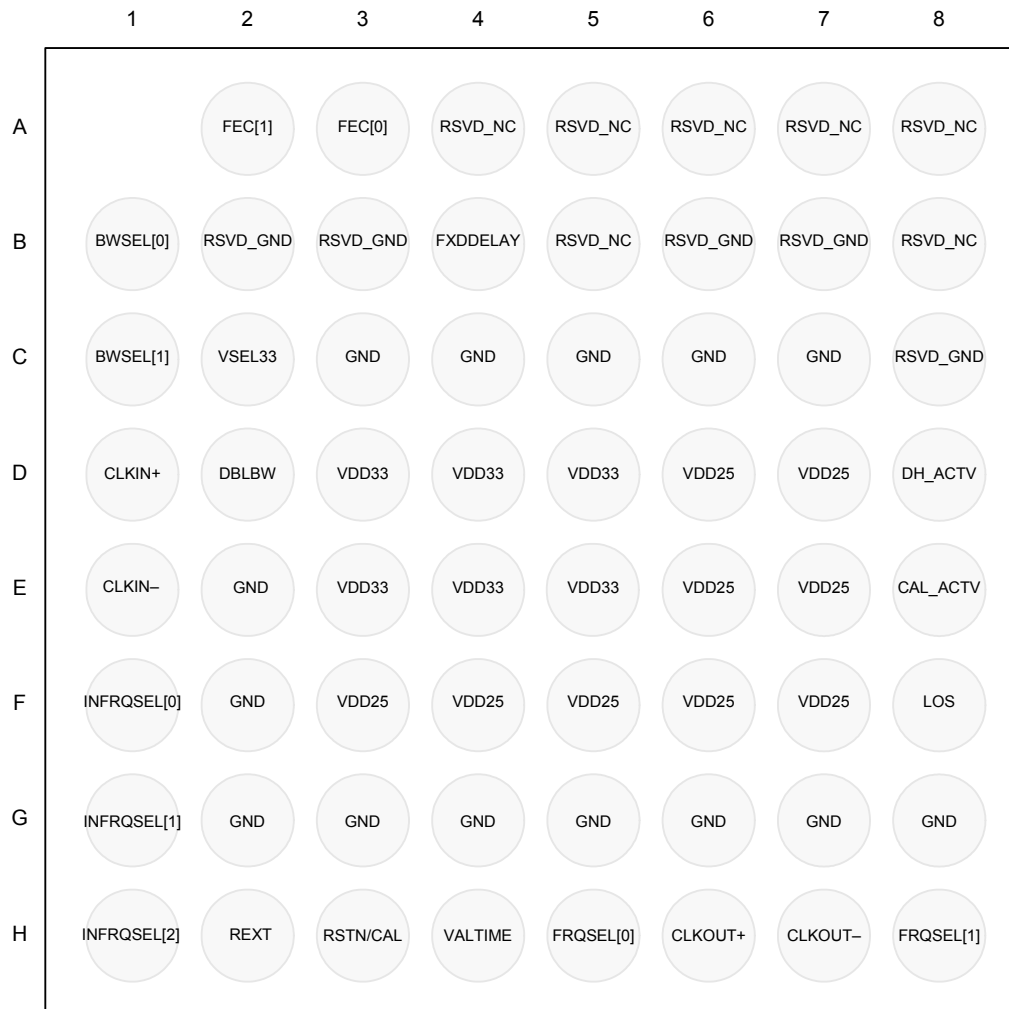 1 2 3 4 5 6 7 8
A FEC[1] FEC[0] RSVD_NC RSVD_NC RSVD_NC RSVD_NC RSVD_NC
B BWSEL[0] RSVD_GND RSVD_GND FXDDELAY RSVD_NC RSVD_GND RSVD_GND RSVD_NC
C BWSEL[1] VSEL33 GND GND GND GND GND RSVD_GND
D CLKIN+ DBLBW VDD33 VDD33 VDD33 VDD25 VDD25 DH_ACTV
E CLKIN– GND VDD33 VDD33 VDD33 VDD25 VDD25 CAL_ACTV
F INFRQSEL[0] GND VDD25 VDD25 VDD25 VDD25 VDD25 LOS
G INFRQSEL[1] GND GND GND GND GND GND GND
H INFRQSEL[2] REXT RSTN/CAL VALTIME FRQSEL[0] CLKOUT+ CLKOUT– FRQSEL[1]